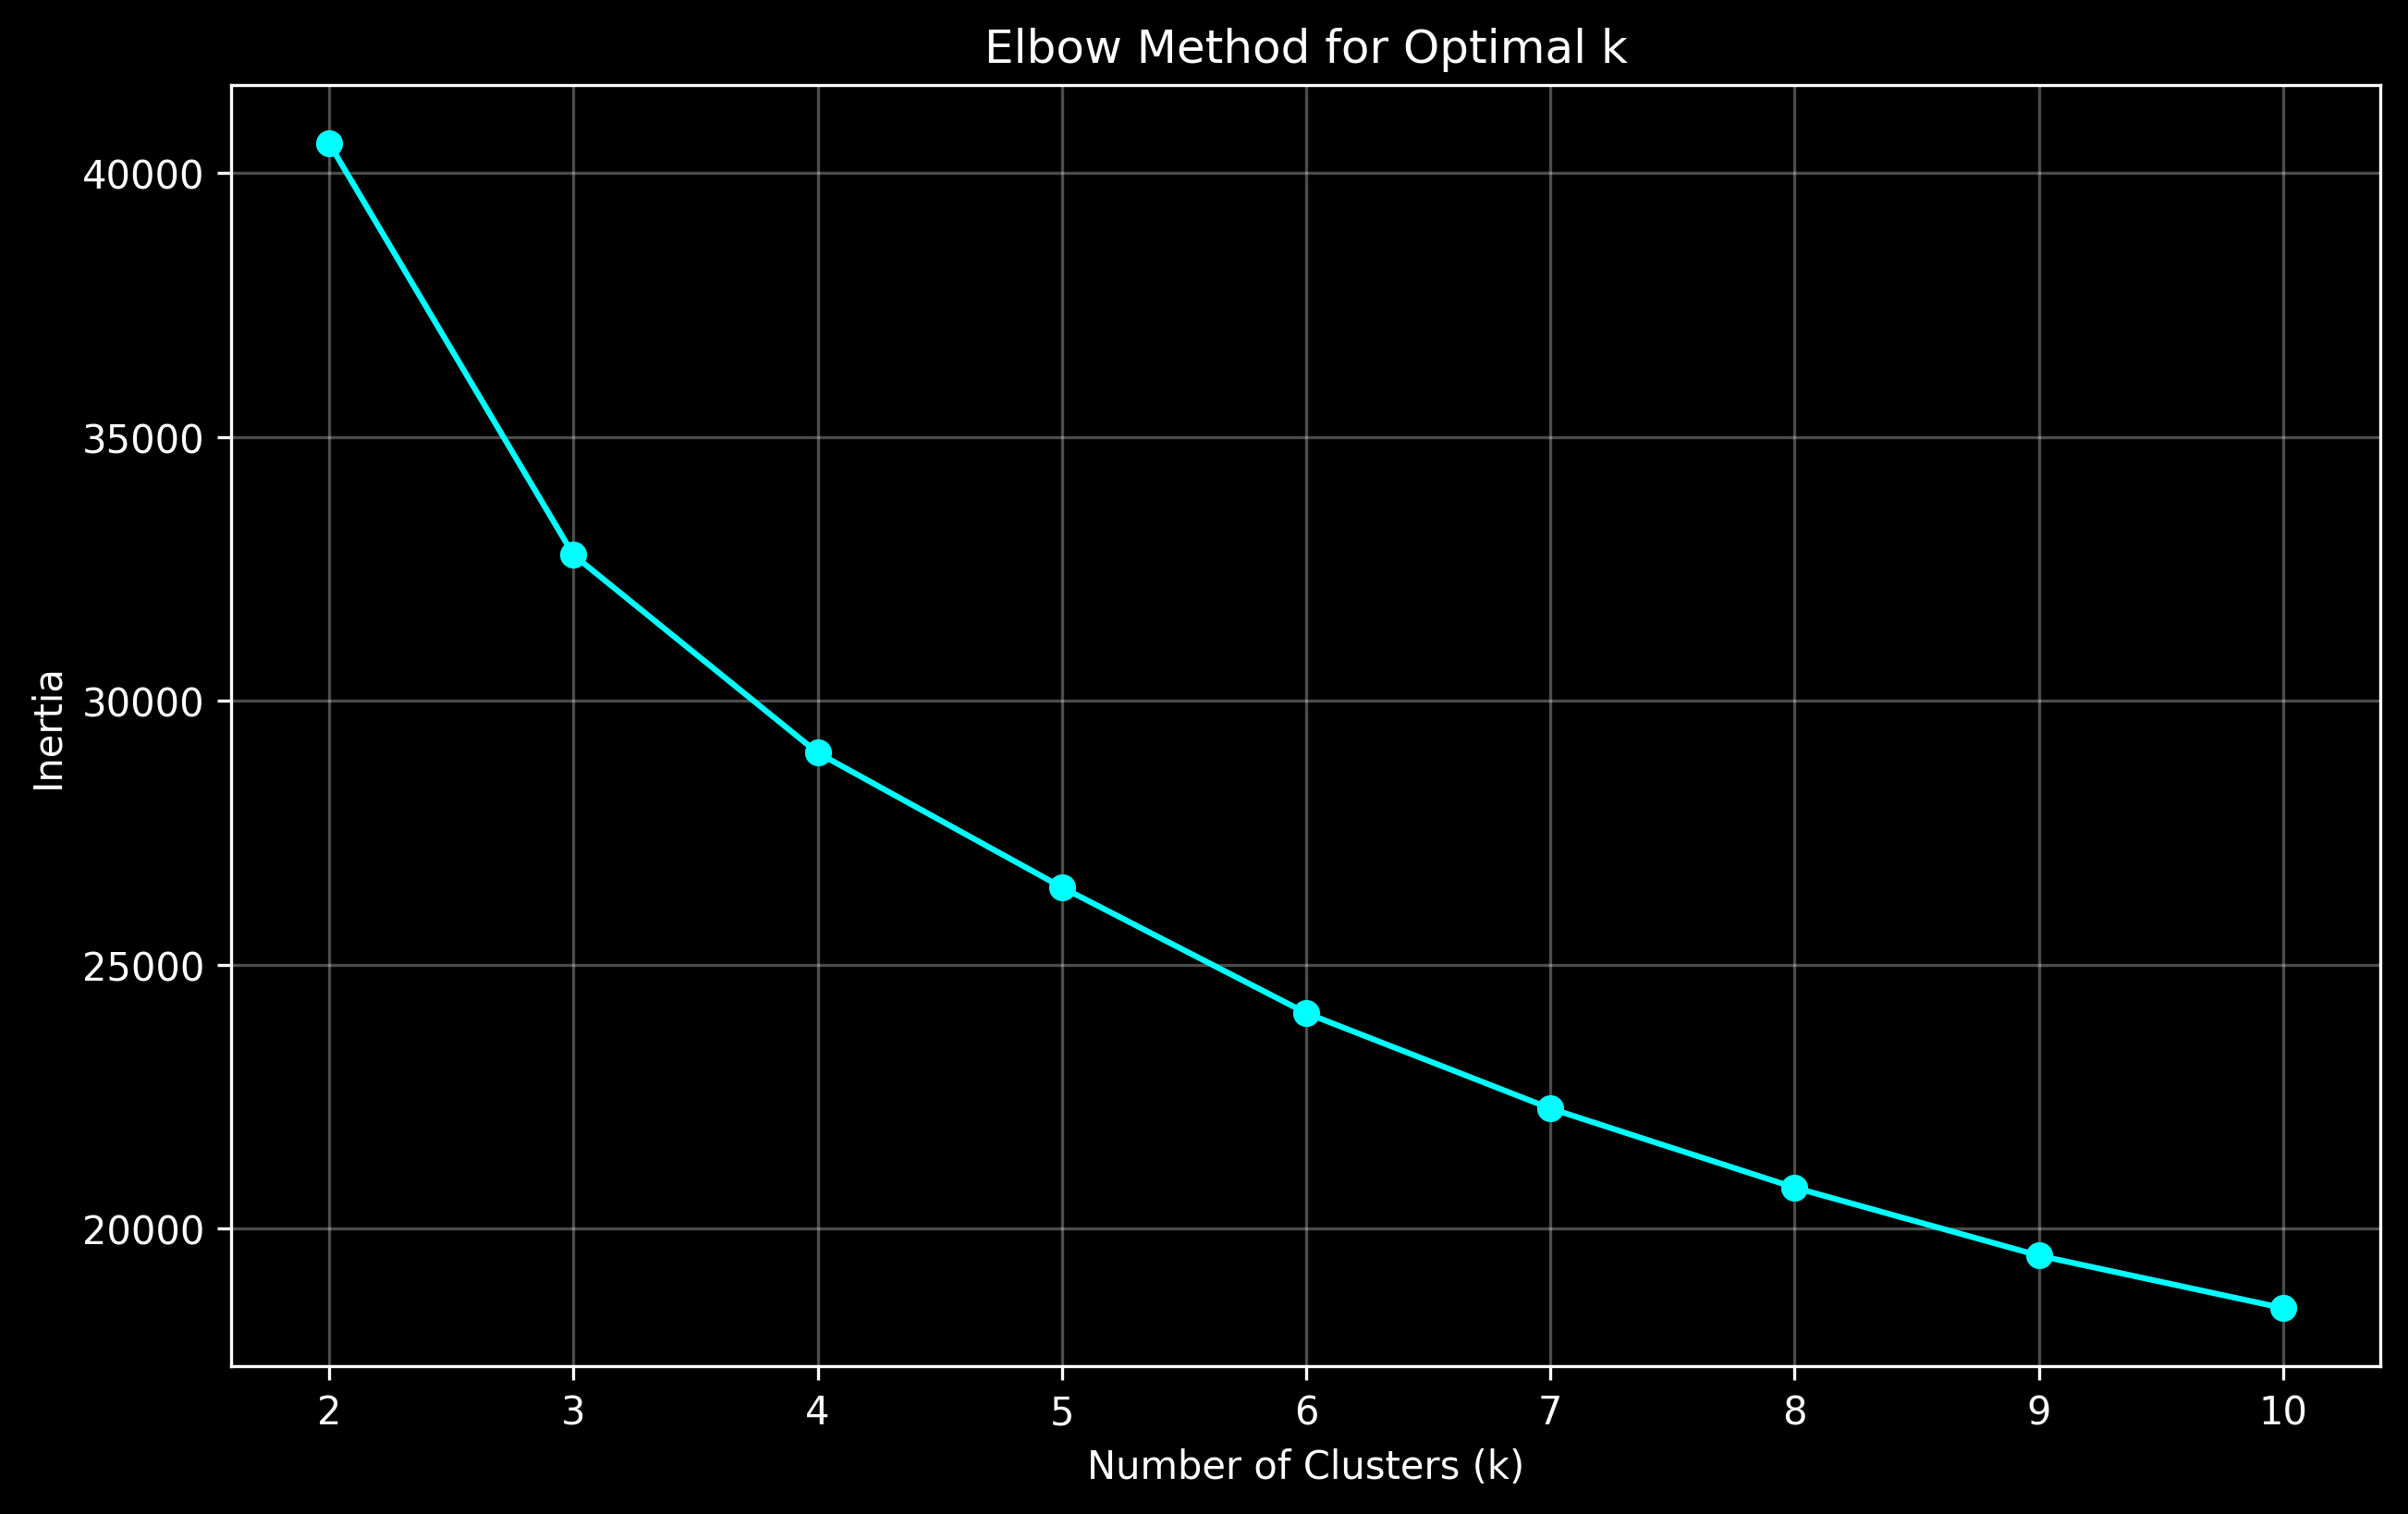 Elbow Method for Optimal k
40000
35000
30000
25000
20000
Inertia
2 3 4 5 6 7 8 9 10
Number of Clusters (k)